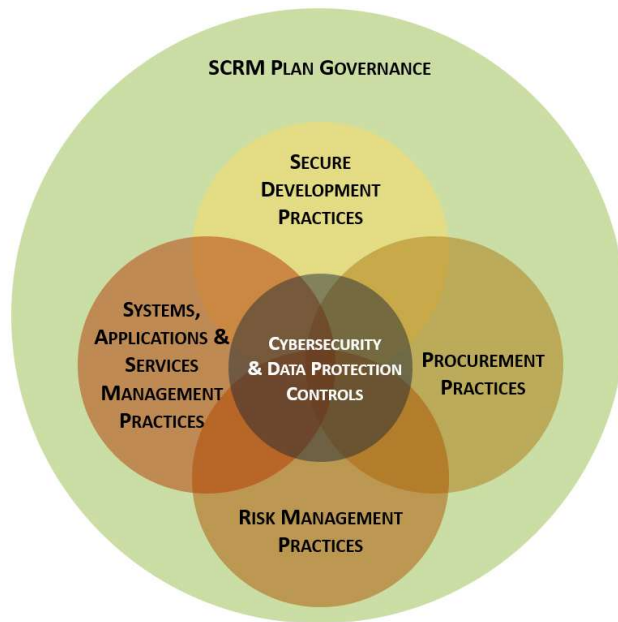 SCRM PLAN GOVERNANCE
SECURE
DEVELOPMENT
PRACTICES
SYSTEMS,
APPLICATIONS &
SERVICES
MANAGEMENT
PRACTICES
CYBERSECURITY
& DATA PROTECTION
CONTROLS
PROCUREMENT
PRACTICES
RISK MANAGEMENT
PRACTICES